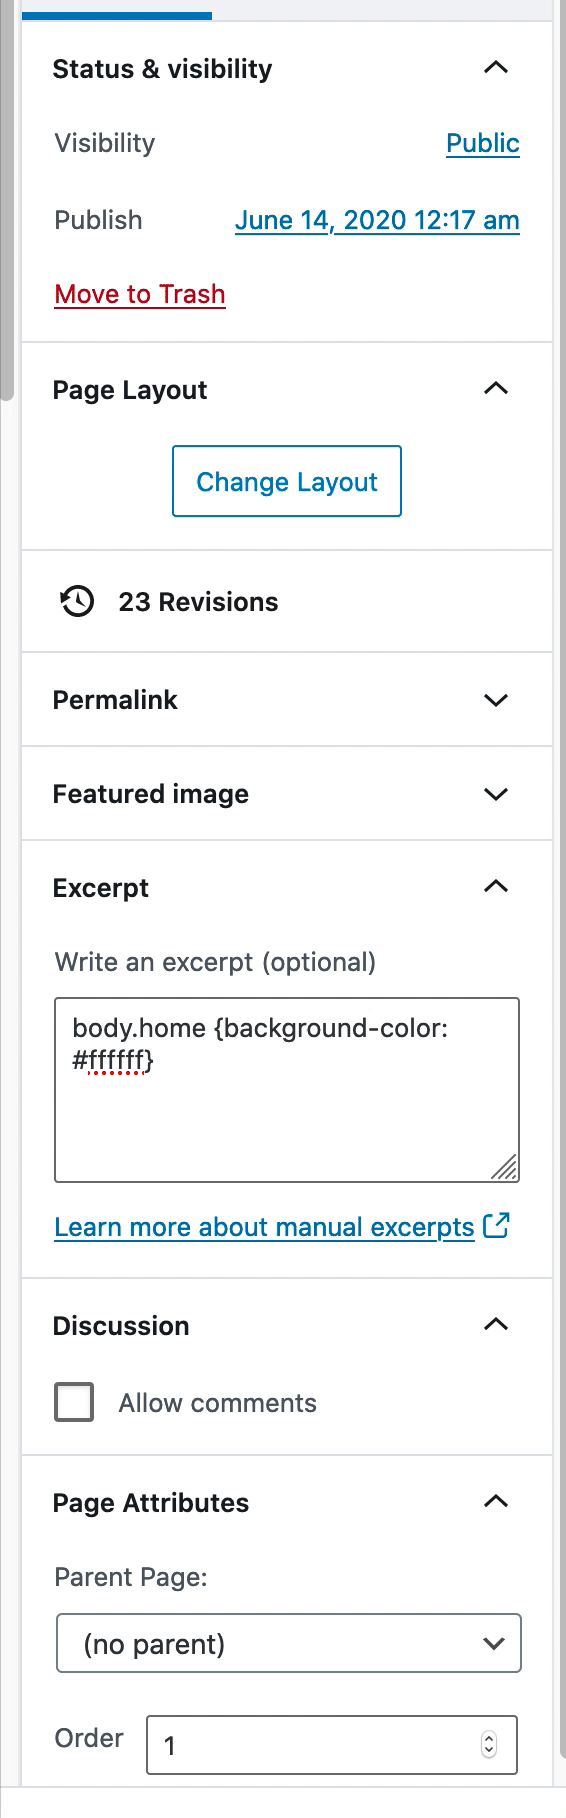 Status & visibility
Visibility Public
Publish June 14, 2020 12:17 am
Move to Trash
Page Layout
Change Layout
23 Revisions
Permalink
Featured image
Excerpt
Write an excerpt (optional)
body.home {background-color:
#ffffff}
Learn more about manual excerpts
Discussion
Allow comments
Page Attributes
Parent Page:
(no parent)
Order 1